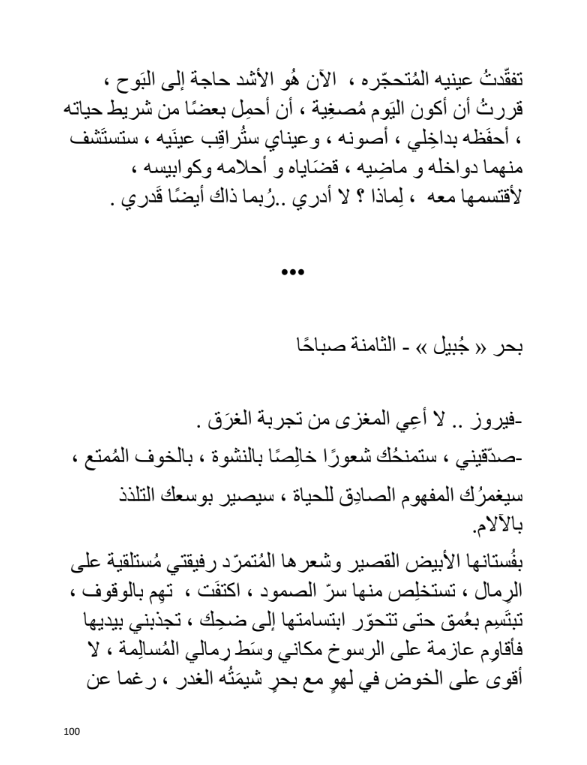 تفقّدتُ عينيه المُتحجّره ، الآن هُو الأشد حاجة إلى البَوح ،
قررتُ أن أكون اليَوم مُصغِية ، أن أحمِل بعضًا من شريط حياته
، أحفَظه بداخِلي ، أصونه ، وعيناي ستُراقِب عينَيه ، ستستَشف
منهما دواخله و ماضِيه ، قضَاياه و أحلامه وكوابيسه ،
لأقتسمها معه ، لِماذا ؟ لا أدري ..رُبما ذاك أيضًا قَدري .
•••
بحر « جُبيل » - الثامنة صباحًا
-فيروز .. لا أعِي المغزى من تجربة الغرَق .
-صدّقيني ، ستمنحُك شعورًا خالِصًا بالنشوة ، بالخوف المُمتع ،
سيغمرُك المفهوم الصادِق للحياة ، سيصير بوسعك التلذذ
بالآلام.
بفُستانها الأبيض القصير وشعرها المُتمرّد رفيقتي مُستلقية على
الرِمال ، تستخلِص منها سرّ الصمود ، اكتفَت ، تهِم بالوقوف ،
تبتَسِم بعُمق حتى تتحوّر ابتسامتها إلى ضحِك ، تجذبني بيديها
فأقاوِم عازمة على الرسوخ مكاني وسَط رمالي المُسالِمة ، لا
أقوى على الخوض في لهوٍ مع بحرٍ شيمَتُه الغدر ، رغما عن
100